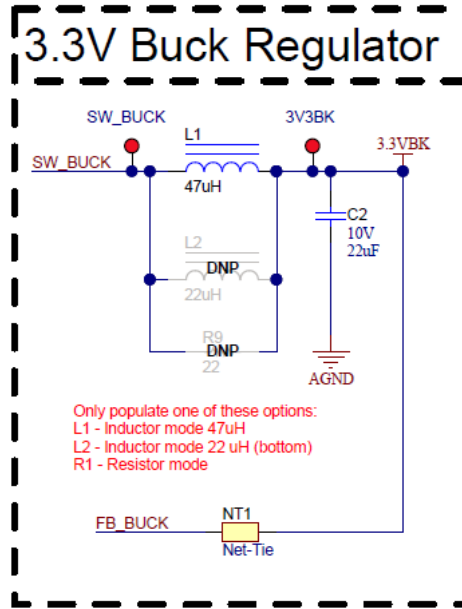 3.3V Buck Regulator
SW_BUCK
3V3BK
L1
SW_BUCK
3.3VBK
47uH
C2
10V
22uF
L2
DNP
22uH
R9
DNP
22
AGND
Only populate one of these options:
L1 - Inductor mode 47uH
L2 - Inductor mode 22 uH (bottom)
R1 - Resistor mode
NT1
FB_BUCK
Net-Tie